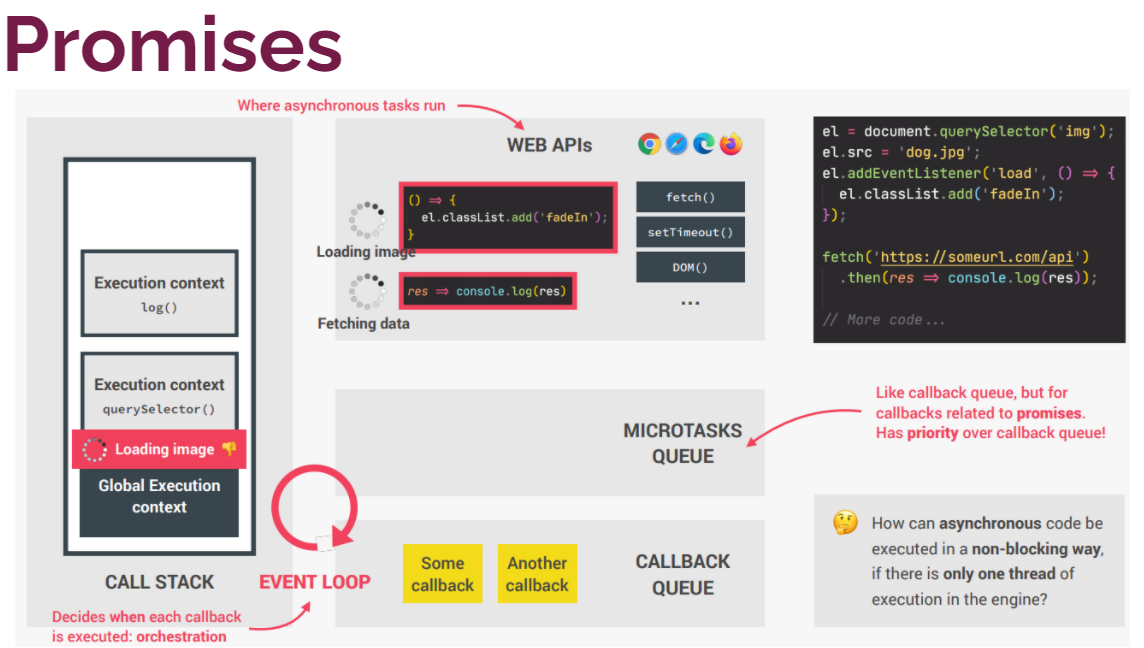 Promises
Where asynchronous tasks run
WEB APIs
() ⇒ {
el.classList.add('fadeIn');
}
Loading image
res ⇒ console.log(res)
Fetching data
fetch()
setTimeout()
DOM()
...
el = document.querySelector('img');
el.src = 'dog.jpg';
el.addEventListener('load', () ⇒ {
el.classList.add('fadeIn');
});
fetch('https://someurl.com/api')
.then(res ⇒ console.log(res));
// More code...
Execution context
log()
Execution context
querySelector()
Loading image 👎
Global Execution
context
CALL STACK
EVENT LOOP
Decides when each callback
is executed: orchestration
MICROTASKS
QUEUE
Like callback queue, but for
callbacks related to promises.
Has priority over callback queue!
Some
callback
Another
callback
CALLBACK
QUEUE
🤔 How can asynchronous code be
executed in a non-blocking way,
if there is only one thread of
execution in the engine?